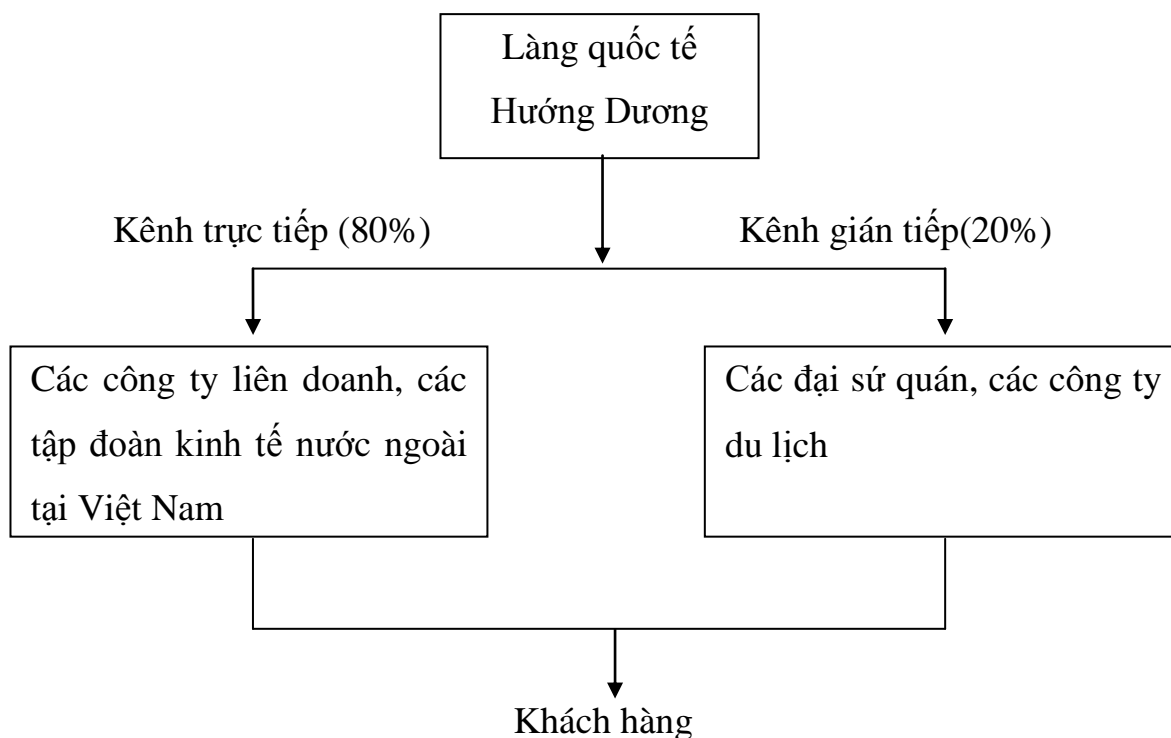 Làng quốc tế
Hướng Dương
Kênh trực tiếp (80%)
Kênh gián tiếp(20%)
Các công ty liên doanh, các
tập đoàn kinh tế nước ngoài
tại Việt Nam
Các đại sứ quán, các công ty
du lịch
Khách hàng